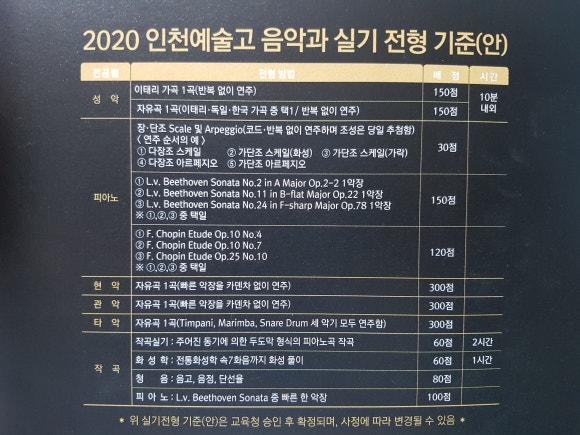 2020 인천예술고 음악과 실기 전형 기준(안)
전공별 전형 방법 배 점 시간
성 악 이태리 가곡 1곡(반복 없이 연주) 150점 10분 내외
자유곡 1곡(이태리·독일·한국 가곡 중 택1/ 반복 없이 연주) 150점
피아노
장·단조 Scale 및 Arpeggio(코드·반복 없이 연주하며 조성은 당일 추첨함) 30점
< 연주 순서의 예 >
① 다장조 스케일 ② 가단조 스케일(화성) ③ 가단조 스케일(가락)
④ 다장조 아르페지오 ⑤ 가단조 아르페지오
① L.v. Beethoven Sonata No.2 in A Major Op.2-2 1악장 150점
② L.v. Beethoven Sonata No.11 in B-flat Major Op.22 1악장
③ L.v. Beethoven Sonata No.24 in F-sharp Major Op.78 1악장
※ ①,②,③ 중 택일
① F. Chopin Etude Op.10 No.4 120점
② F. Chopin Etude Op.10 No.7
③ F. Chopin Etude Op.25 No.10
※ ①,②,③ 중 택일
현 악 자유곡 1곡(빠른 악장을 카덴차 없이 연주) 300점
관 악 자유곡 1곡(빠른 악장을 카덴차 없이 연주) 300점
타 악 자유곡 1곡(Timpani, Marimba, Snare Drum 세 악기 모두 연주함) 300점
작 곡 작곡실기 : 주어진 동기에 의한 두도막 형식의 피아노곡 작곡 60점 2시간
화 성 학 : 전통화성학 속7화음까지 화성 풀이 60점 1시간
청 음 : 음고, 음정, 단선율 80점
피 아 노 : L.v. Beethoven Sonata 중 빠른 한 악장 100점
* 위 실기전형 기준(안)은 교육청 승인 후 확정되며, 사정에 따라 변경될 수 있음 *